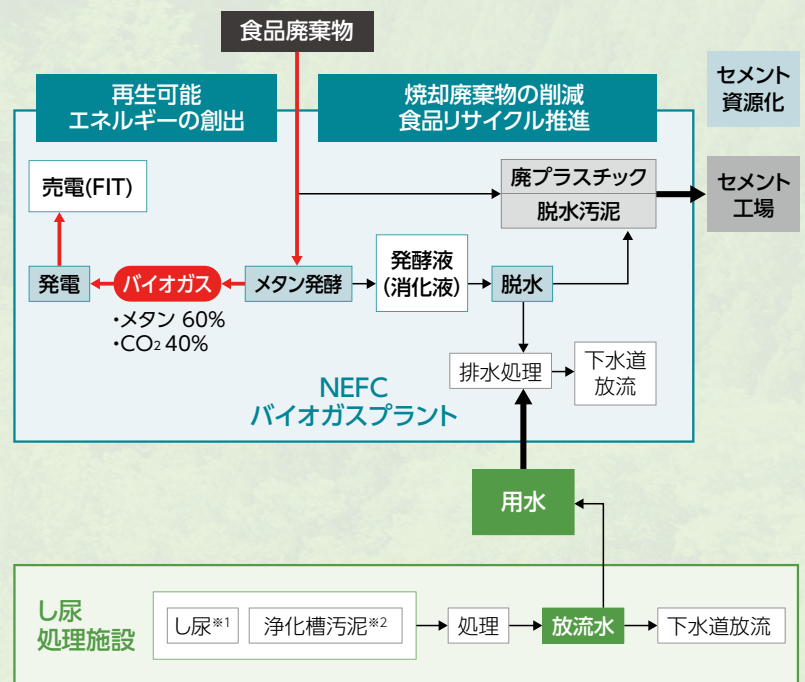 食品廃棄物
再生可能
エネルギーの創出
焼却廃棄物の削減
食品リサイクル推進
セメント
資源化
売電(FIT)
廃プラスチック
脱水汚泥
セメント
工場
発電
バイオガス
メタン発酵
発酵液
(消化液)
脱水
・メタン 60%
・CO2 40%
排水処理
下水道
放流
NEFC
バイオガスプラント
用水
し尿
処理施設
し尿※1
浄化槽汚泥※2
処理
放流水
下水道放流